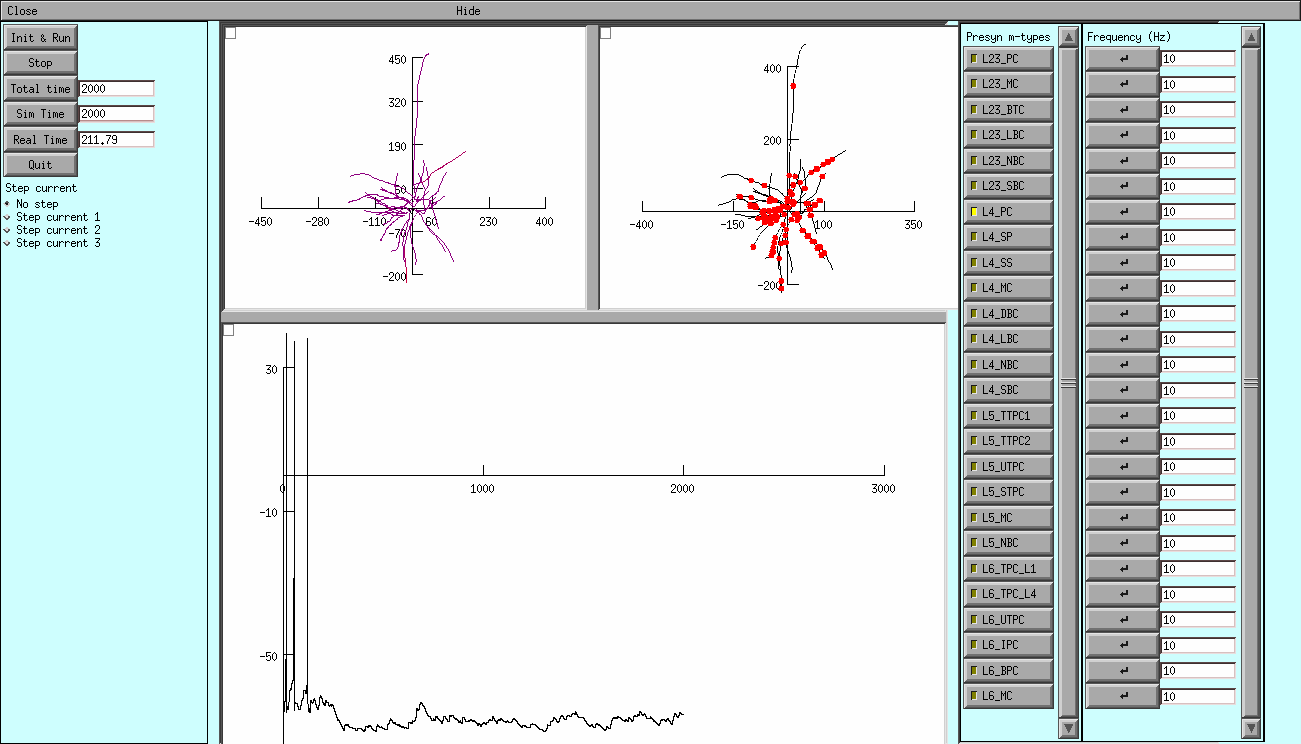 Close Hide
Init & Run
Stop
Total time 2000
Sim Time 2000
Real Time 211.79
Quit
Step current
No step
Step current 1
Step current 2
Step current 3
450
320
190
50
-450 -280 -110 60 230 400
-70
-200
400
200
-400 -150 100 350
-200
30
0 1000 2000 3000
-10
-50
Presyn m-types Frequency (Hz)
L23_PC 10
L23_MC 10
L23_BTC 10
L23_LBC 10
L23_NBC 10
L23_SBC 10
L4_PC 10
L4_SP 10
L4_SS 10
L4_MC 10
L4_DBC 10
L4_LBC 10
L4_NBC 10
L4_SBC 10
L5_TTPC1 10
L5_TTPC2 10
L5_UTPC 10
L5_STPC 10
L5_MC 10
L5_NBC 10
L6_TPC_L1 10
L6_TPC_L4 10
L6_UTPC 10
L6_IPC 10
L6_BPC 10
L6_MC 10